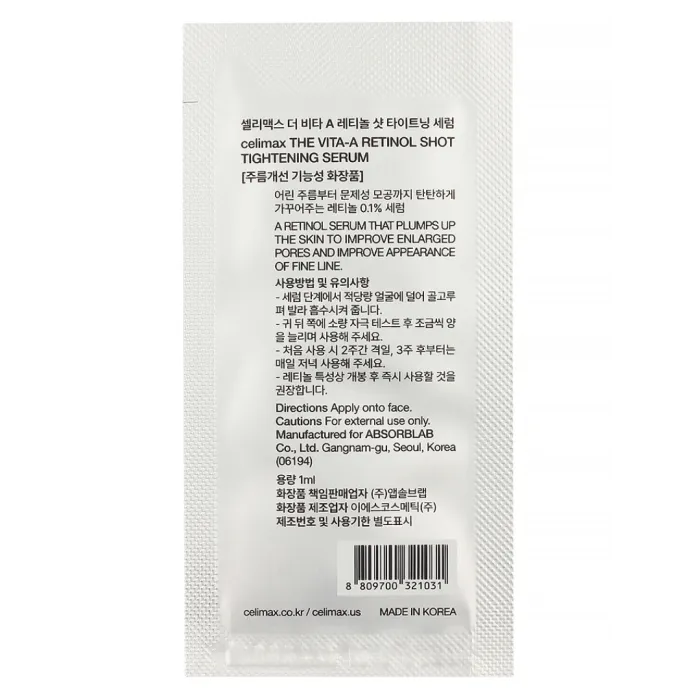 셀리맥스 더 비타 A 레티놀 샷 타이트닝 세럼
celimax THE VITA-A RETINOL SHOT
TIGHTENING SERUM
[주름개선 기능성 화장품]
어린 주름부터 문제성 모공까지 탄탄하게
가꾸어주는 레티놀 0.1% 세럼
A RETINOL SERUM THAT PLUMPS UP
THE SKIN TO IMPROVE ENLARGED
PORES AND IMPROVE APPEARANCE
OF FINE LINE.
사용방법 및 유의사항
- 세럼 단계에서 적당량 얼굴에 덜어 골고루
펴 발라 흡수시켜 줍니다.
- 귀 뒤 쪽에 소량 자극 테스트 후 조금씩 양
을 늘리며 사용해 주세요.
- 처음 사용 시 2주간 격일, 3주 후부터는
매일 저녁 사용해 주세요.
- 레티놀 특성상 개봉 후 즉시 사용할 것을
권장합니다.
Directions Apply onto face.
Cautions For external use only.
Manufactured for ABSORBLAB
Co., Ltd. Gangnam-gu, Seoul, Korea
(06194)
용량 1ml
화장품 책임판매업자 (주)앱솔브랩
화장품 제조업자 이에스코스메틱(주)
제조번호 및 사용기한 별도표시
8 809700 321031
celimax.co.kr / celimax.us MADE IN KOREA